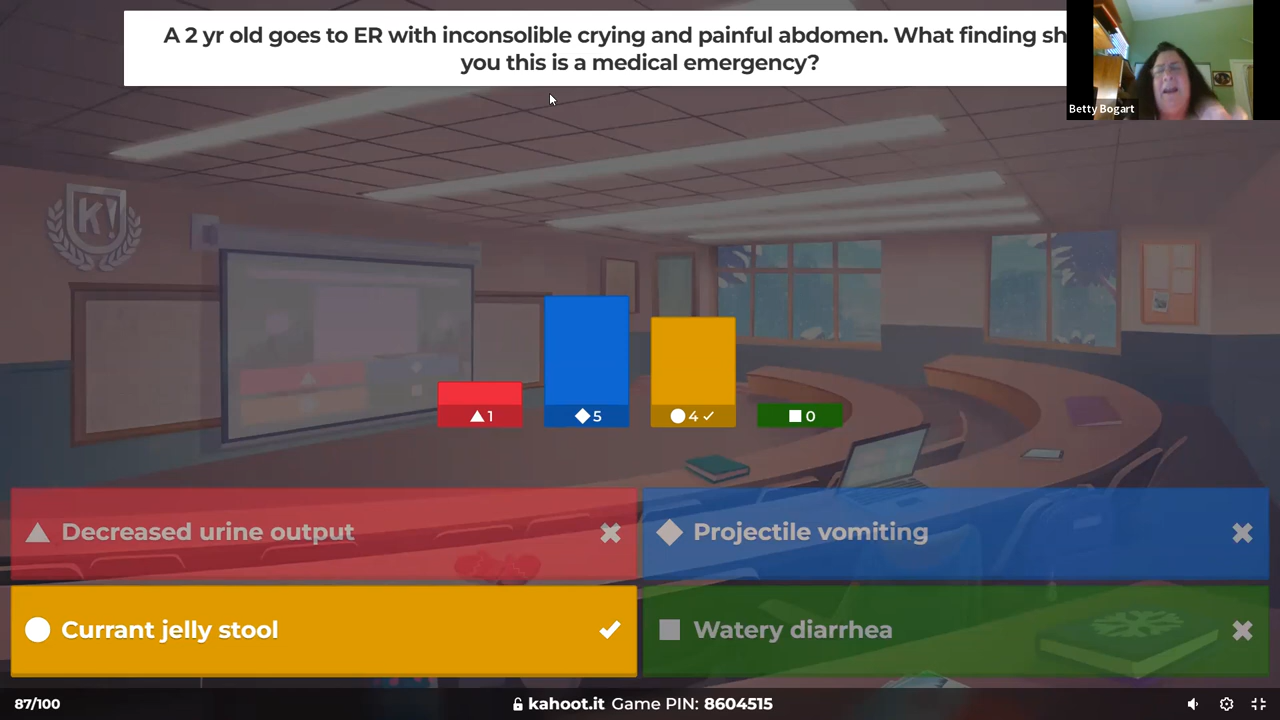 A 2 yr old goes to ER with inconsolible crying and painful abdomen. What finding sh
you this is a medical emergency?
Betty Bogart
K!
1
5
4
0
Decreased urine output
Projectile vomiting
Currant jelly stool
Watery diarrhea
87/100
kahoot.it Game PIN: 8604515